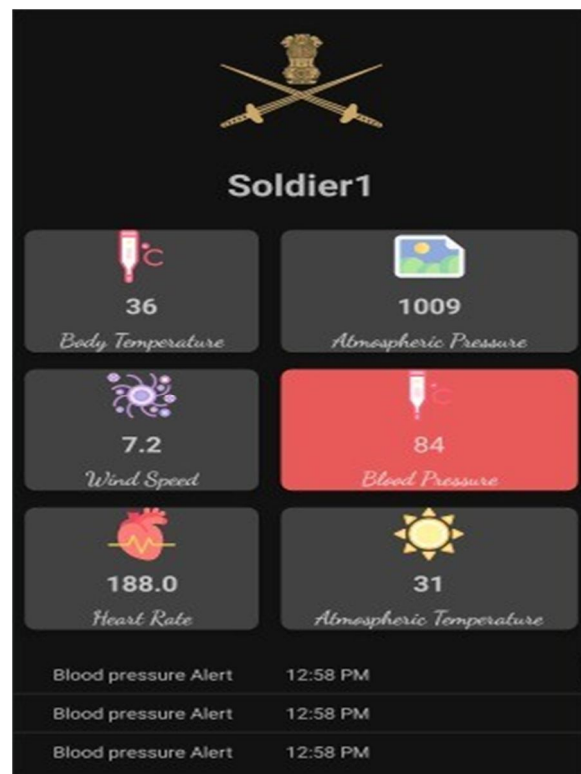 Soldier1
°C
36
Body Temperature
1009
Atmospheric Pressure
7.2
Wind Speed
°C
84
Blood Pressure
188.0
Heart Rate
31
Atmospheric Temperature
Blood pressure Alert 12:58 PM
Blood pressure Alert 12:58 PM
Blood pressure Alert 12:58 PM